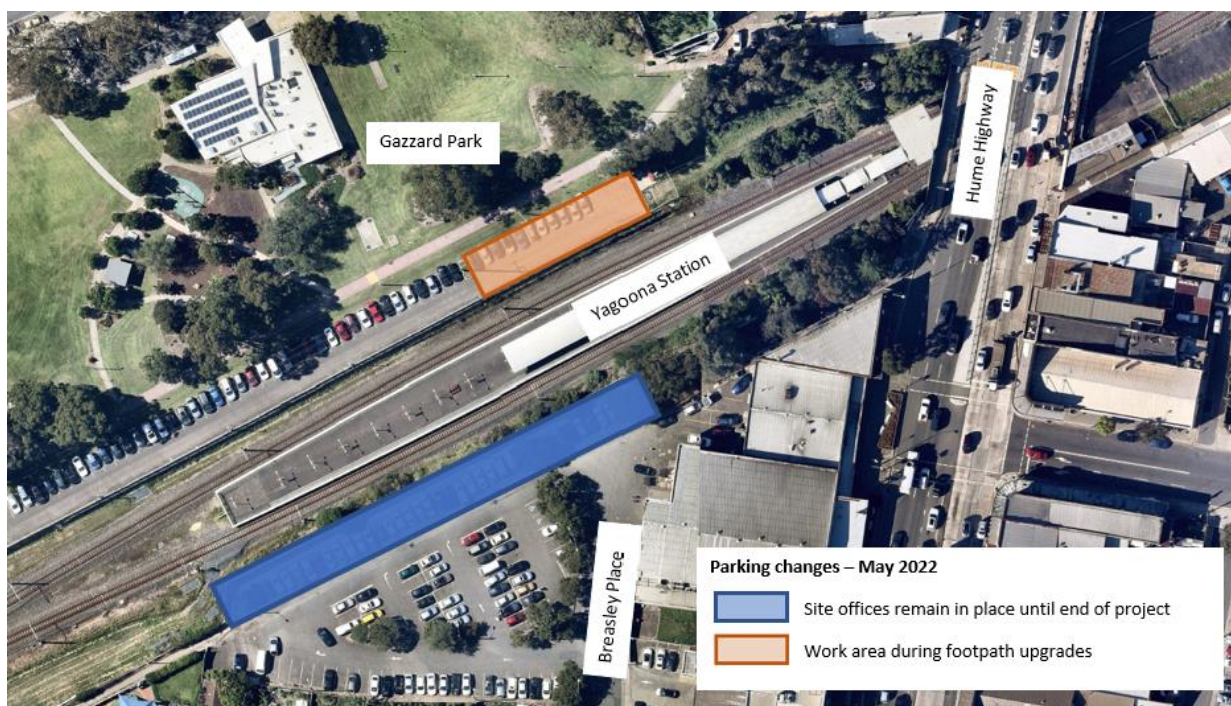 Gazzard Park
Hume Highway
Yagoona Station
Breasley Place
Parking changes – May 2022
Site offices remain in place until end of project
Work area during footpath upgrades